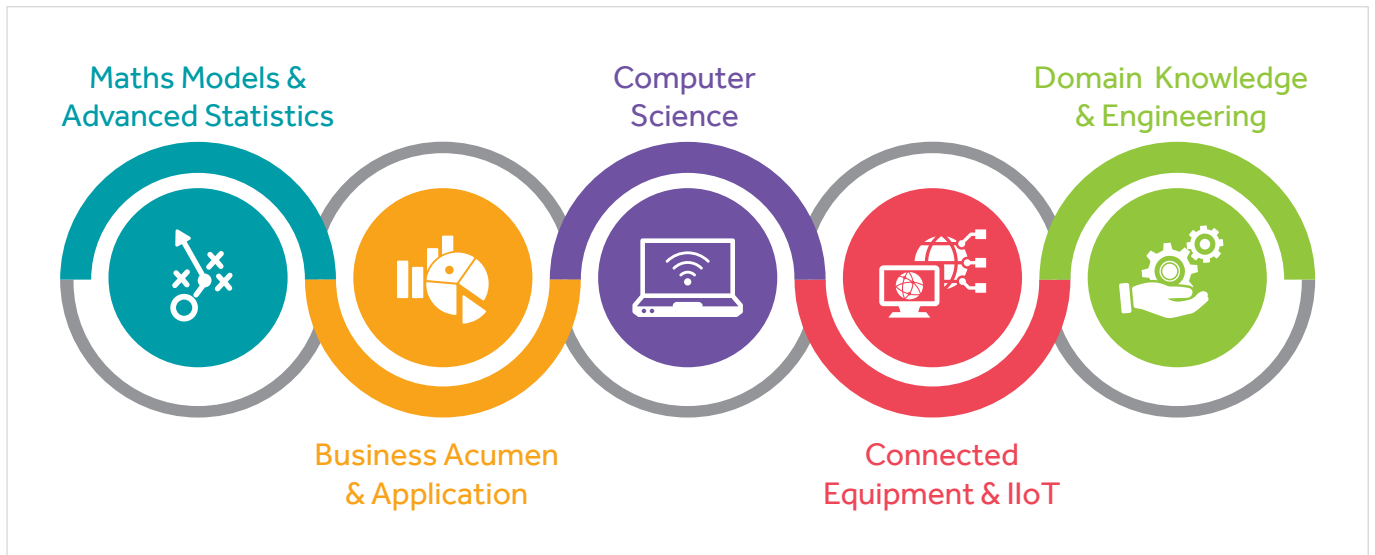 Maths Models &
Advanced Statistics
Business Acumen
& Application
Computer
Science
Connected
Equipment & IIoT
Domain Knowledge
& Engineering